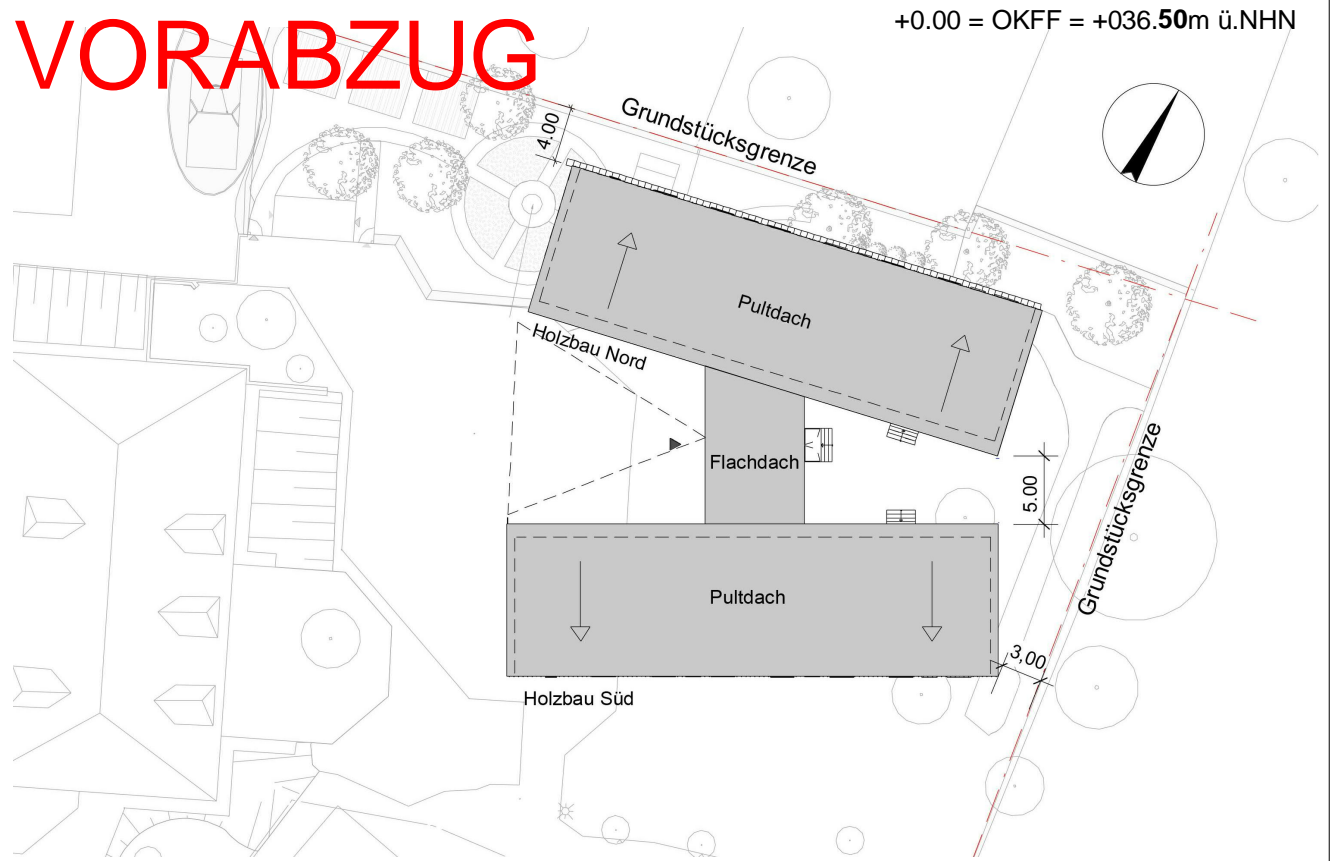 +0.00 = OKFF = +036.50m ü.NHN
VORABZUG
4.00
Grundstücksgrenze
Pultdach
Holzbau Nord
Flachdach
5.00
Grundstücksgrenze
Pultdach
3,00
Holzbau Süd